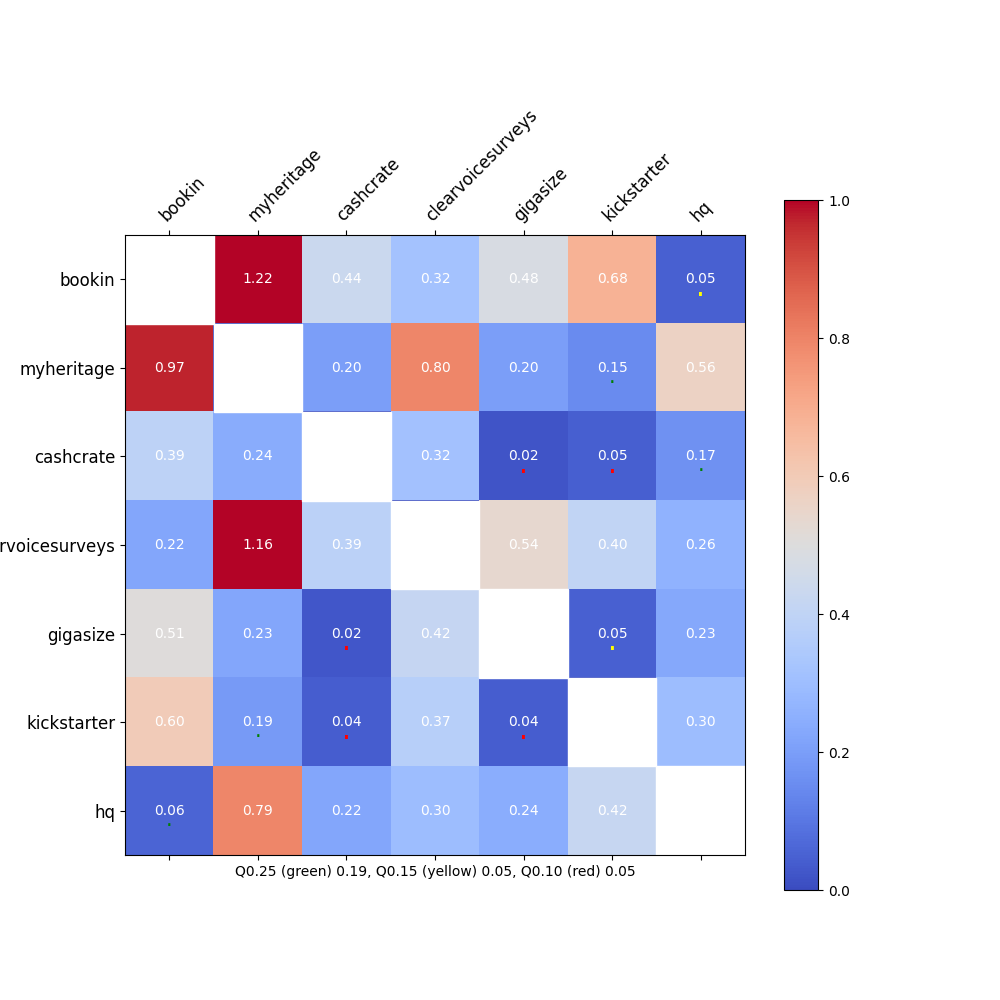 bookin myheritage cashcrate clearvoicesurveys gigasize kickstarter hq
1.0
bookin 1.22 0.44 0.32 0.48 0.68 0.05
0.8
myheritage 0.97 0.20 0.80 0.20 0.15 0.56
cashcrate 0.39 0.24 0.32 0.02 0.05 0.17
0.6
rvoicesurveys 0.22 1.16 0.39 0.54 0.40 0.26
0.4
gigasize 0.51 0.23 0.02 0.42 0.05 0.23
kickstarter 0.60 0.19 0.04 0.37 0.04 0.30
0.2
hq 0.06 0.79 0.22 0.30 0.24 0.42
Q0.25 (green) 0.19, Q0.15 (yellow) 0.05, Q0.10 (red) 0.05
0.0